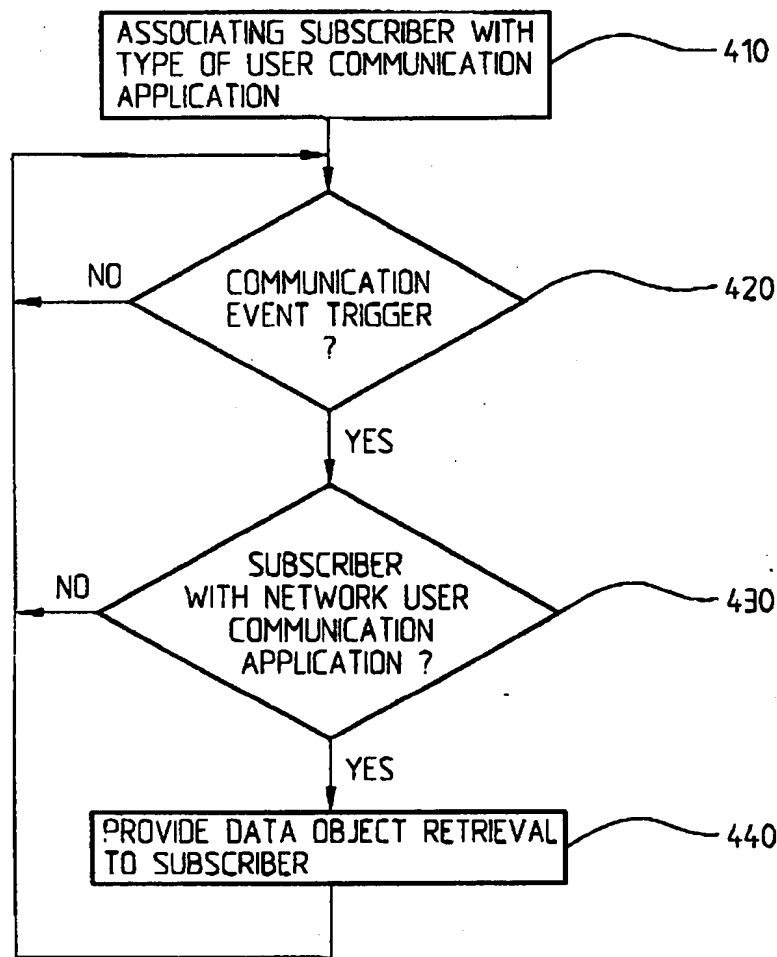 ASSOCIATING SUBSCRIBER WITH
TYPE OF USER COMMUNICATION
APPLICATION
410
NO
COMMUNICATION
EVENT TRIGGER
?
420
YES
NO
SUBSCRIBER
WITH NETWORK USER
COMMUNICATION
APPLICATION ?
430
YES
PROVIDE DATA OBJECT RETRIEVAL
TO SUBSCRIBER
440